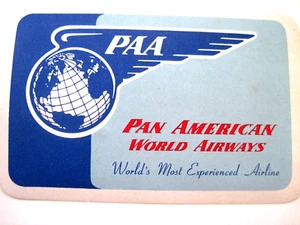 PAA
PAN AMERICAN
WORLD AIRWAYS
World's Most Experienced Airline